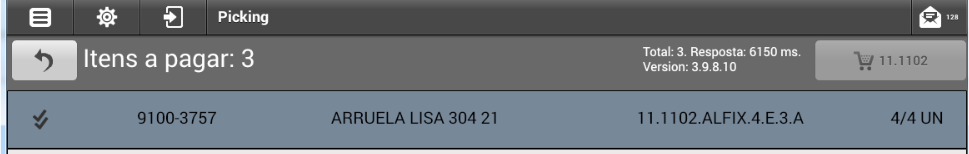 Picking
128
Itens a pagar: 3
Total: 3. Resposta: 6150 ms.
Version: 3.9.8.10
11.1102
9100-3757 ARRUELA LISA 304 21 11.1102.ALFIX.4.E.3.A 4/4 UN